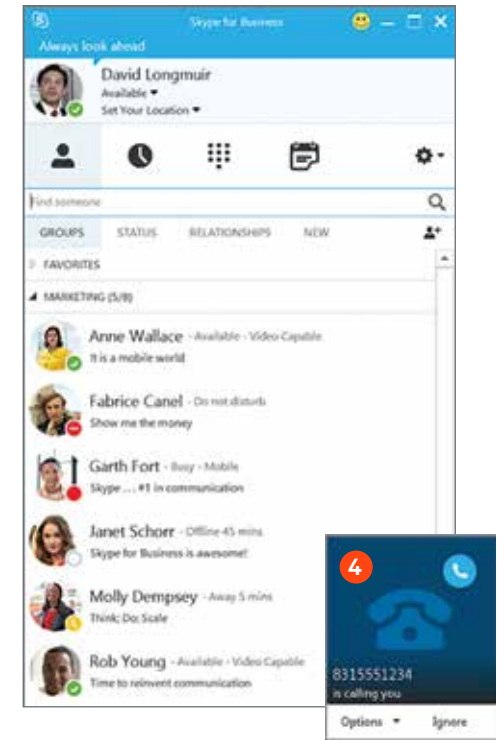 Skype for Business
Always look ahead
David Longmuir
Available
Set Your Location
Find someone
GROUPS STATUS RELATIONSHIPS NEW
FAVORITES
MARKETING (5/8)
Anne Wallace - Available - Video Capable
It is a mobile world
Fabrice Canel - Do not disturb
Show me the money
Garth Fort - Busy - Mobile
Skype ... #1 in communication
Janet Schorr - Offline 45 mins
Skype for Business is awesome!
Molly Dempsey - Away 5 mins
Think; Do; Scale
Rob Young - Available - Video Capable
Time to reinvent communication
4
8315551234
is calling you
Options Ignore